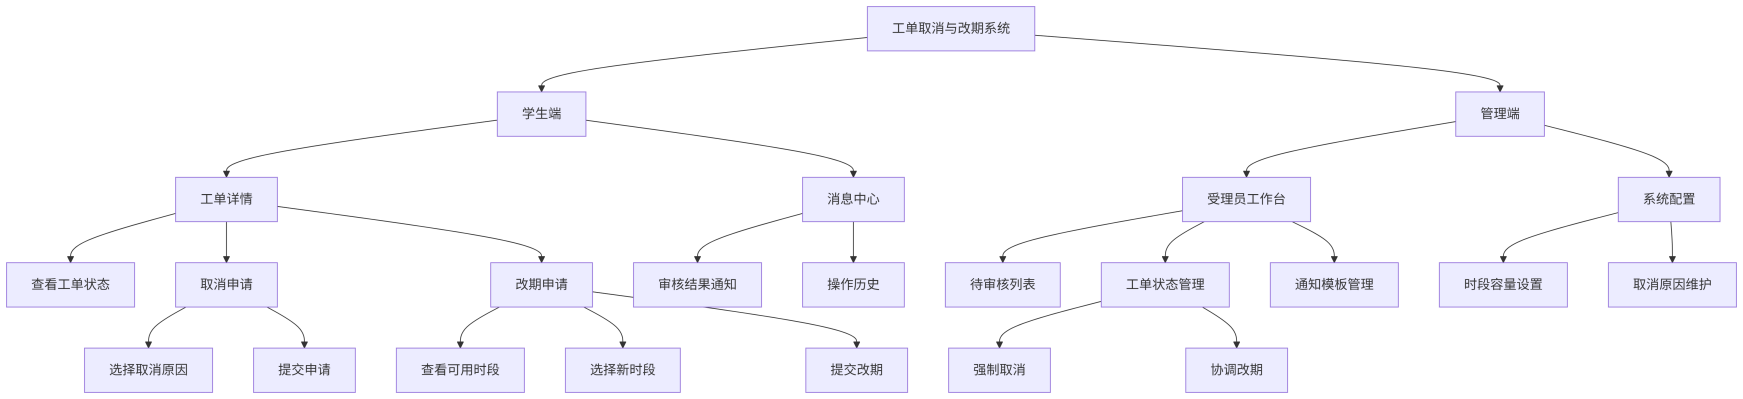 工单取消与改期系统
学生端
管理端
工单详情
消息中心
受理员工作台
系统配置
查看工单状态
取消申请
改期申请
审核结果通知
操作历史
待审核列表
工单状态管理
通知模板管理
时段容量设置
取消原因维护
选择取消原因
提交申请
查看可用时段
选择新时段
提交改期
强制取消
协调改期